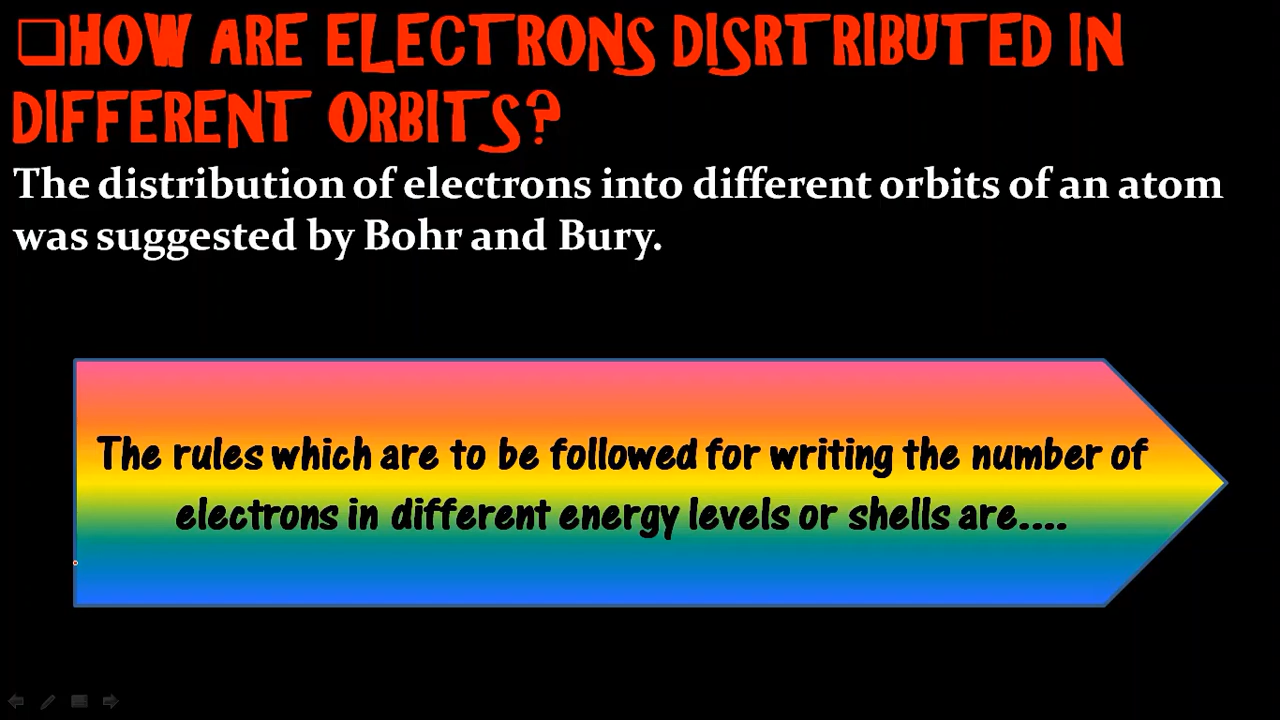 ❑HOW ARE ELECTRONS DISRTRIBUTED IN
DIFFERENT ORBITS?
The distribution of electrons into different orbits of an atom
was suggested by Bohr and Bury.
The rules which are to be followed for writing the number of
electrons in different energy levels or shells are....